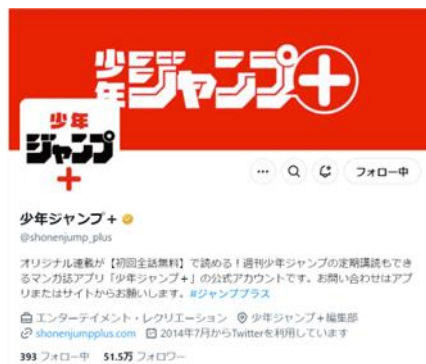 少年ジャンプ+
少年
ジャンプ
+
フォロー中
少年ジャンプ+
@shonenjump_plus
オリジナル連載が【初回全話無料】で読める!週刊少年ジャンプの定期購読もでき
るマンガ誌アプリ「少年ジャンプ+」の公式アカウントです。お問い合わせはアプ
リまたはサイトからお願いします。#ジャンププラス
エンターテイメント・レクリエーション 少年ジャンプ+編集部
shonenjumpplus.com 2014年7月からTwitterを利用しています
393 フォロー中 51.5万 フォロワー